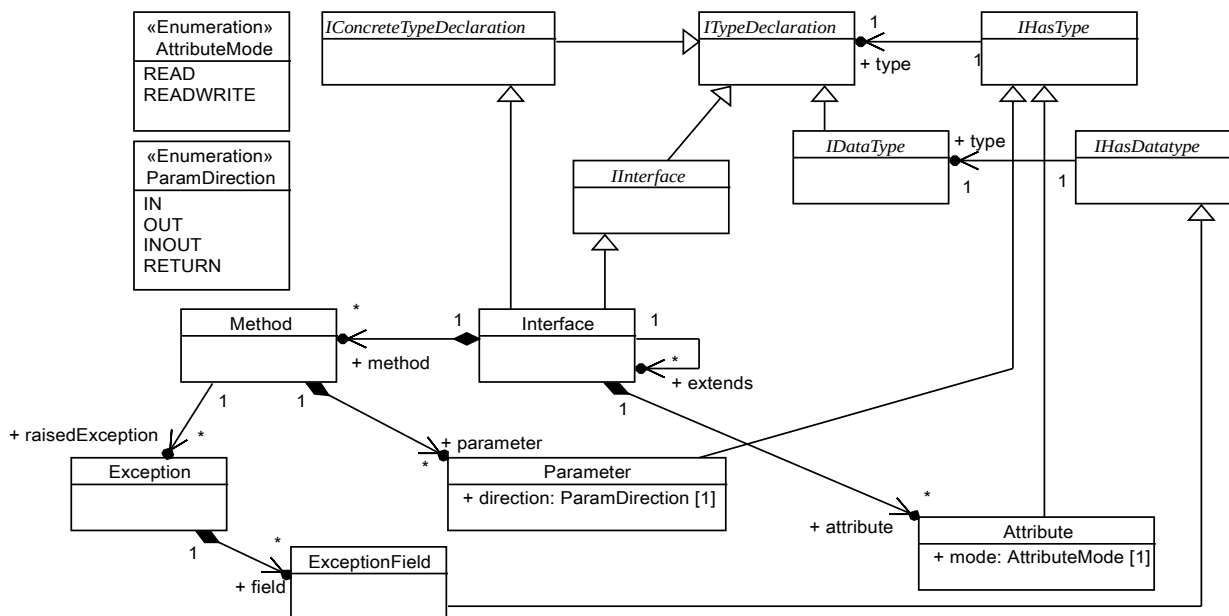 «Enumeration»
AttributeMode
READ
READWRITE
IConcreteTypeDeclaration
ITypeDeclaration
1
+ type
1
IHasType
«Enumeration»
ParamDirection
IN
OUT
INOUT
RETURN
IInterface
IDataType
+ type
1
1
IHasDatatype
Method
*
+ method
1
Interface
1
*
+ extends
1
1
1
+ raisedException
*
+ parameter
*
Exception
Parameter
+ direction: ParamDirection [1]
*
+ attribute
Attribute
+ mode: AttributeMode [1]
1
*
+ field
ExceptionField